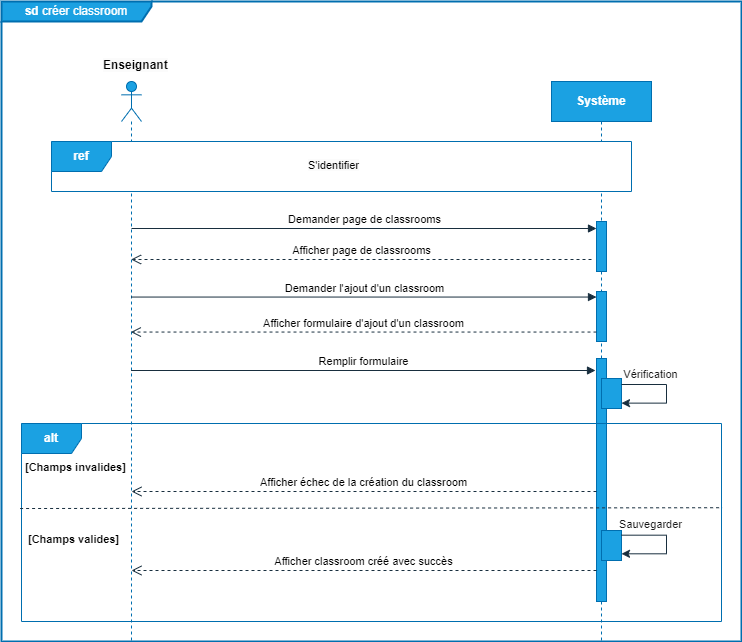 sd créer classroom
Enseignant
Système
ref
S'identifier
Demander page de classrooms
Afficher page de classrooms
Demander l'ajout d'un classroom
Afficher formulaire d'ajout d'un classroom
Remplir formulaire
Vérification
alt
[Champs invalides]
Afficher échec de la création du classroom
Sauvegarder
[Champs valides]
Afficher classroom créé avec succès